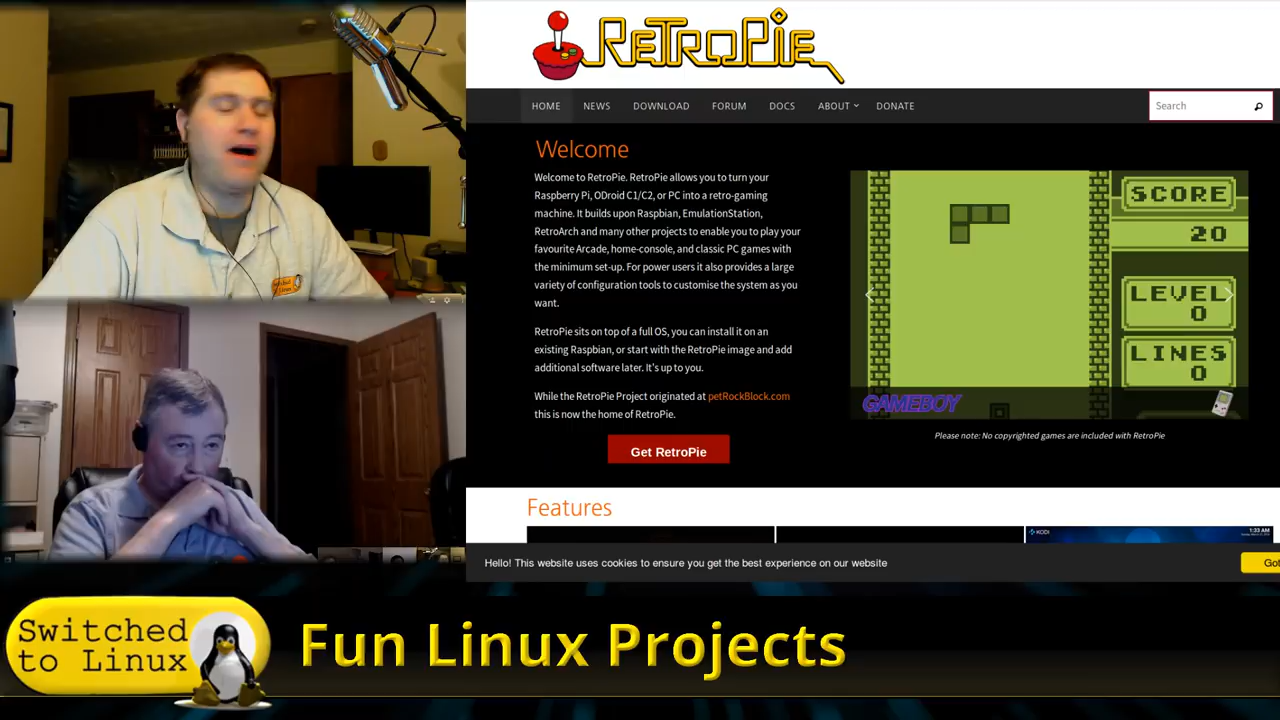 RETROPIE
HOME NEWS DOWNLOAD FORUM DOCS ABOUT DONATE
Search
Welcome
Welcome to RetroPie. RetroPie allows you to turn your
Raspberry Pi, ODroid C1/C2, or PC into a retro-gaming
machine. It builds upon Raspbian, EmulationStation,
RetroArch and many other projects to enable you to play your
favourite Arcade, home-console, and classic PC games with
the minimum set-up. For power users it also provides a large
variety of configuration tools to customise the system as you
want.
RetroPie sits on top of a full OS, you can install it on an
existing Raspbian, or start with the RetroPie image and add
additional software later. It's up to you.
While the RetroPie Project originated at petRockBlock.com
this is now the home of RetroPie.
Get RetroPie
SCORE
20
LEVEL
0
LINES
0
GAMEBOY
Please note: No copyrighted games are included with RetroPie
Features
KODI
1:33 AM
Hello! This website uses cookies to ensure you get the best experience on our website
Got
Switched
to Linux
Switched
to Linux
Fun Linux Projects